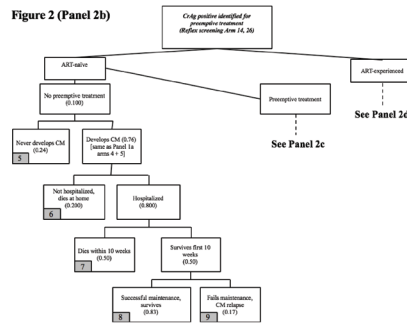 Figure 2 (Panel 2b)
CrAg positive identified for
preemptive treatment
(Reflex screening Arm 14, 26)
ART-naïve
ART-experienced
No preemptive treatment
(0.100)
Preemptive treatment
See Panel 2d
Never develops CM
(0.24)
5
Develops CM (0.76)
[same as Panel 1a
arms 4 + 5]
See Panel 2c
Not hospitalized,
dies at home
(0.200)
6
Hospitalized
(0.800)
Dies within 10 weeks
(0.50)
7
Survives first 10
weeks
(0.50)
Successful maintenance,
survives
(0.83)
8
Fails maintenance,
CM relapse
(0.17)
9